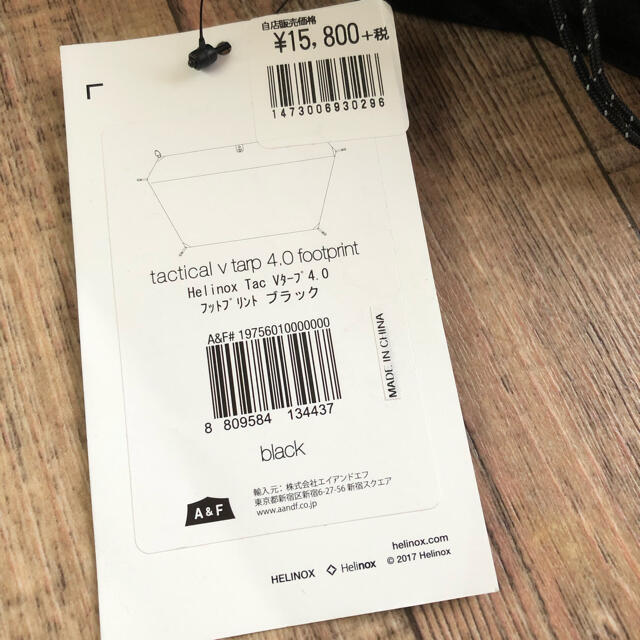 自店販売価格
¥15,800+税
1473006930296
tactical v tarp 4.0 footprint
Helinox Tac Vﾀｰﾌﾟ4.0
ﾌｯﾄﾌﾟﾘﾝﾄ ブラック
A&F# 19756010000000
8 809584 134437
MADE IN CHINA
black
A&F
輸入元：株式会社エイアンドエフ
東京都新宿区新宿6-27-56 新宿スクエア
www.aandf.co.jp
helinox.com
HELINOX Helinox © 2017 Helinox